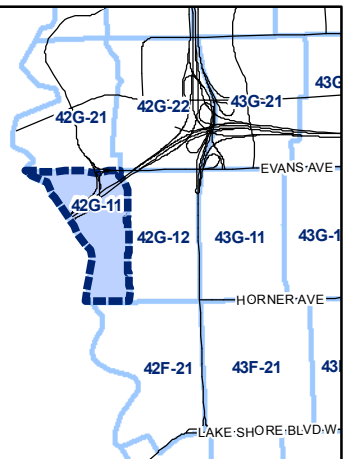 43G
42G-21
42G-22
43G-21
EVANS AVE
42G-11
42G-12
43G-11
43G-1
HORNER AVE
42F-21
43F-21
43
LAKE SHORE BLVD W